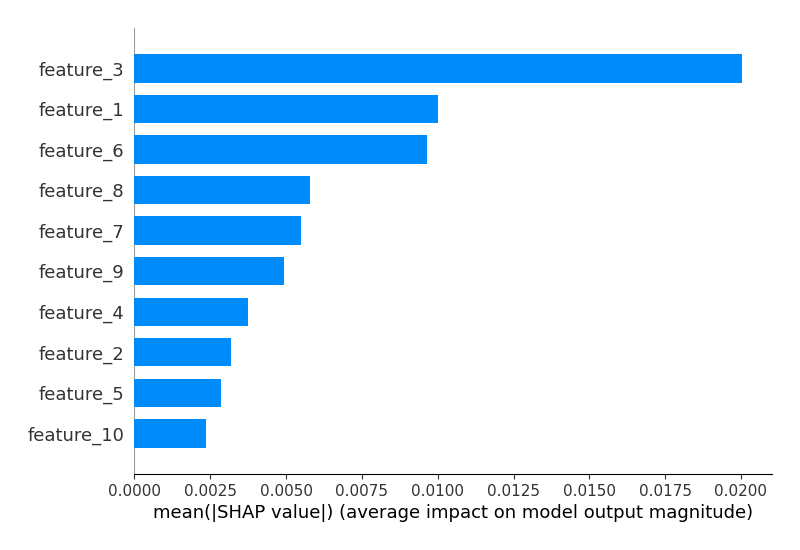 feature_3
feature_1
feature_6
feature_8
feature_7
feature_9
feature_4
feature_2
feature_5
feature_10
0.0000 0.0025 0.0050 0.0075 0.0100 0.0125 0.0150 0.0175 0.0200
mean(|SHAP value|) (average impact on model output magnitude)